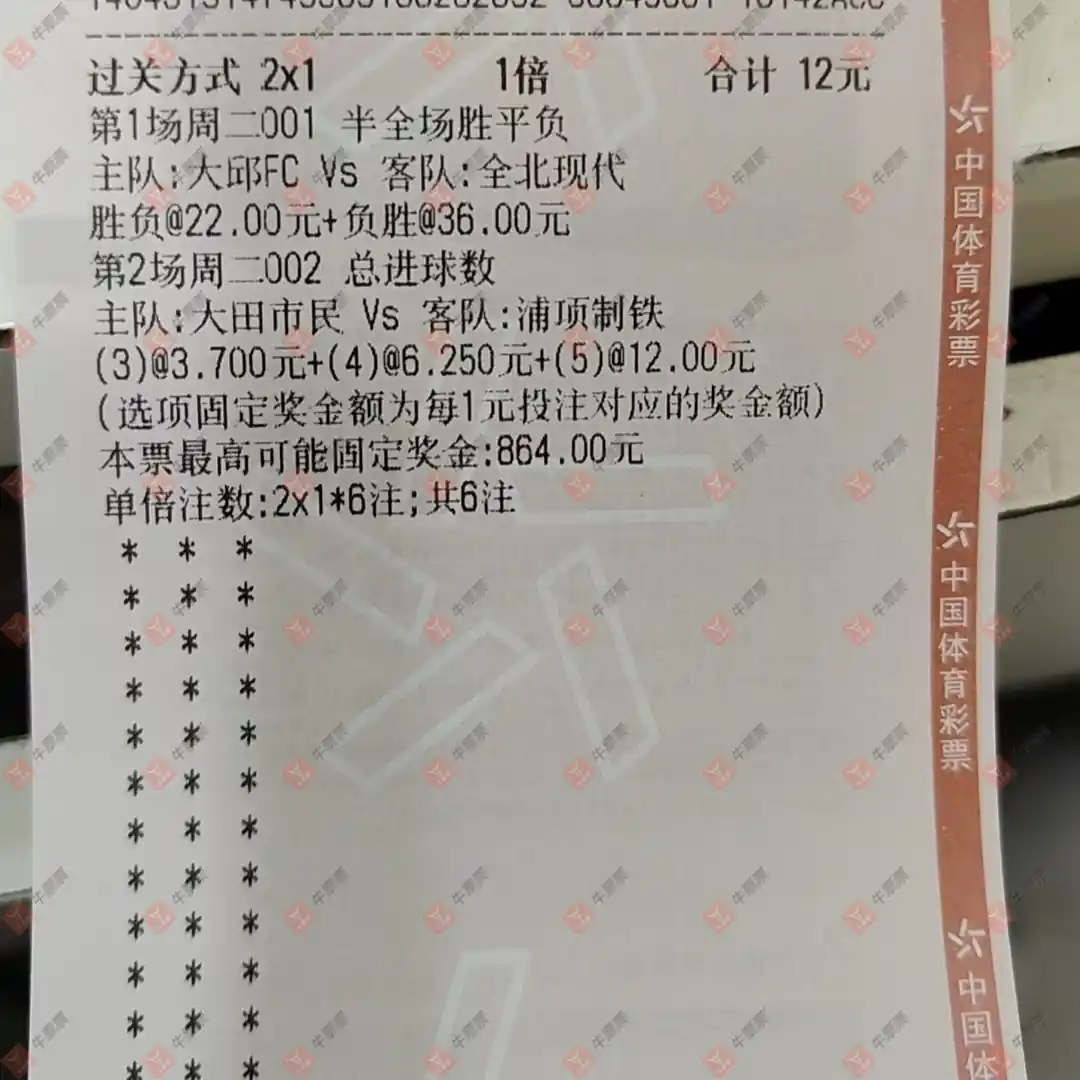 过关方式 2x1 1倍 合计 12元
第1场周二001 半全场胜平负
主队:大邱FC Vs 客队:全北现代
胜负@22.00元+负胜@36.00元
第2场周二002 总进球数
主队:大田市民 Vs 客队:浦项制铁
(3)@3.700元+(4)@6.250元+(5)@12.00元
(选项固定奖金额为每1元投注对应的奖金额)
本票最高可能固定奖金:864.00元
单倍注数:2x1*6注;共6注
* * *
* * *
* * *
* * *
* * *
* * *
* * *
* * *
* * *
* * *
* * *
* * *
中国体育彩票
中国体育彩票
中国体